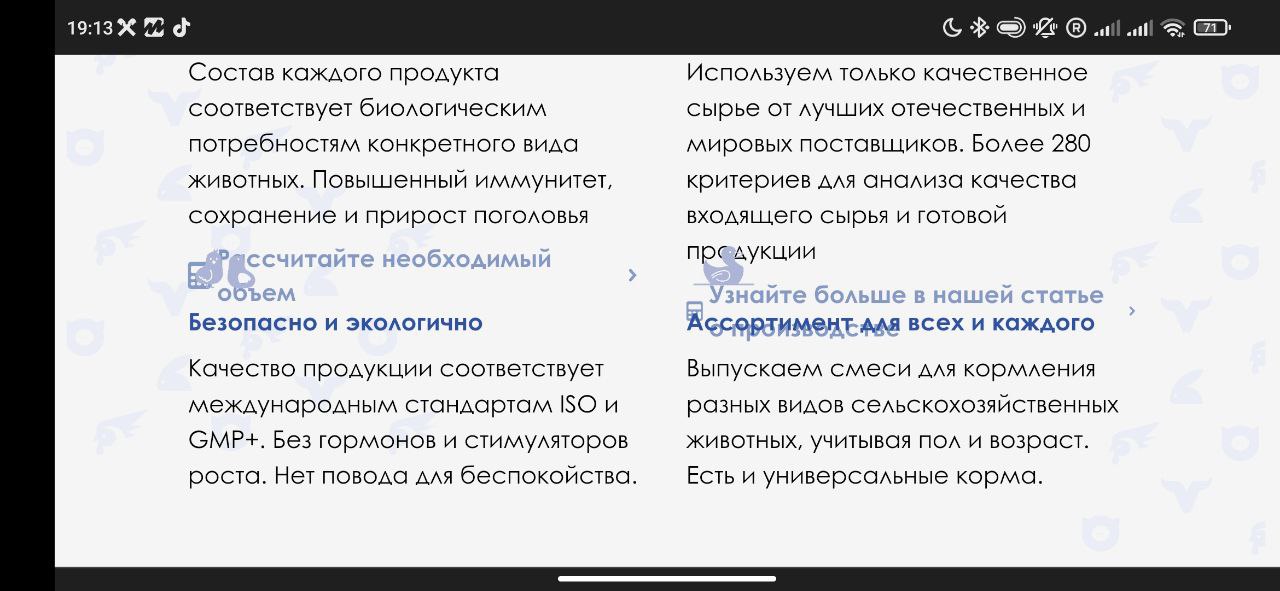 19:13
R
71
Состав каждого продукта
соответствует биологическим
потребностям конкретного вида
животных. Повышенный иммунитет,
сохранение и прирост поголовья
Рассчитайте необходимый
объем
Безопасно и экологично
Качество продукции соответствует
международным стандартам ISO и
GMP+. Без гормонов и стимуляторов
роста. Нет повода для беспокойства.
Используем только качественное
сырье от лучших отечественных и
мировых поставщиков. Более 280
критериев для анализа качества
входящего сырья и готовой
продукции
Узнайте больше в нашей статье
о производстве
Ассортимент для всех и каждого
Выпускаем смеси для кормления
разных видов сельскохозяйственных
животных, учитывая пол и возраст.
Есть и универсальные корма.